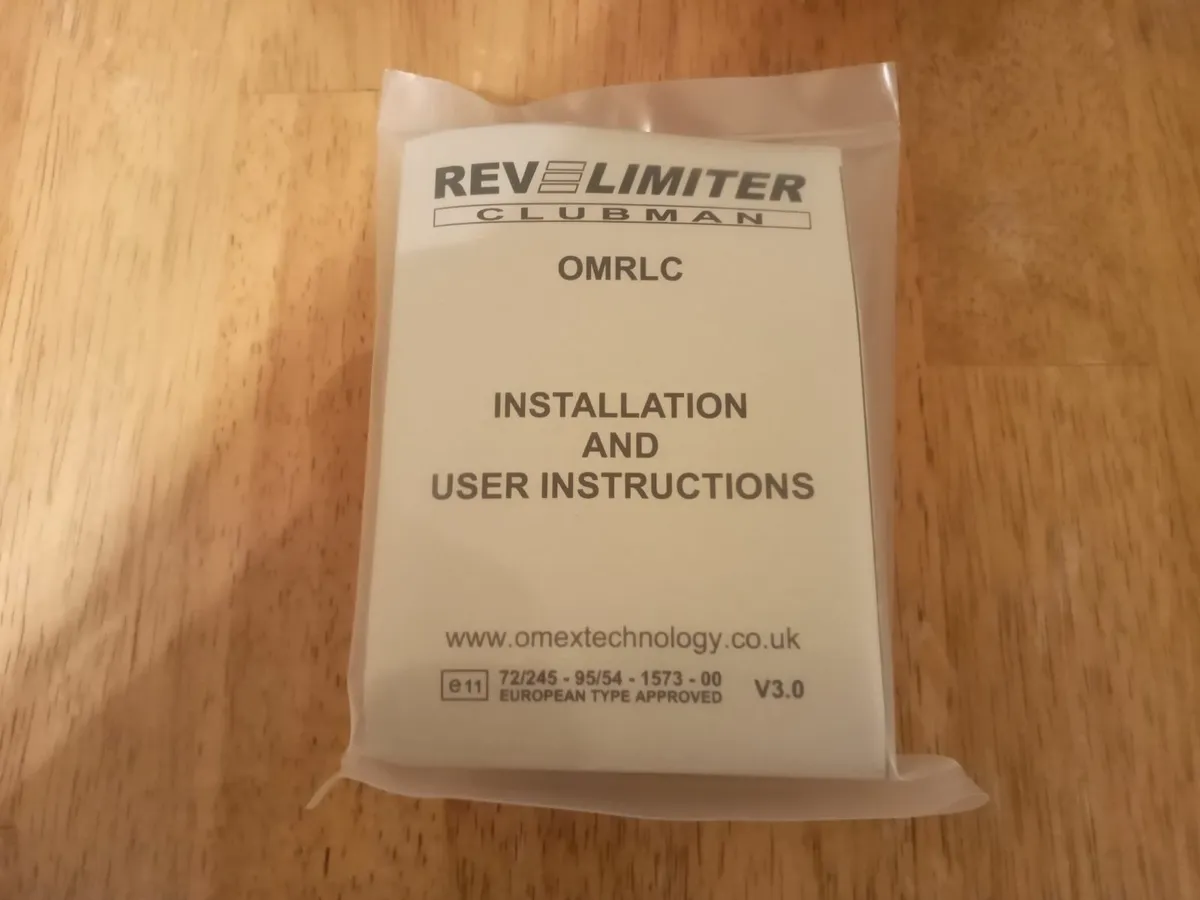 REV LIMITER
CLUBMAN
OMRLC
INSTALLATION
AND
USER INSTRUCTIONS
www.omextechnology.co.uk
e11 72/245 - 95/54 - 1573 - 00
EUROPEAN TYPE APPROVED V3.0